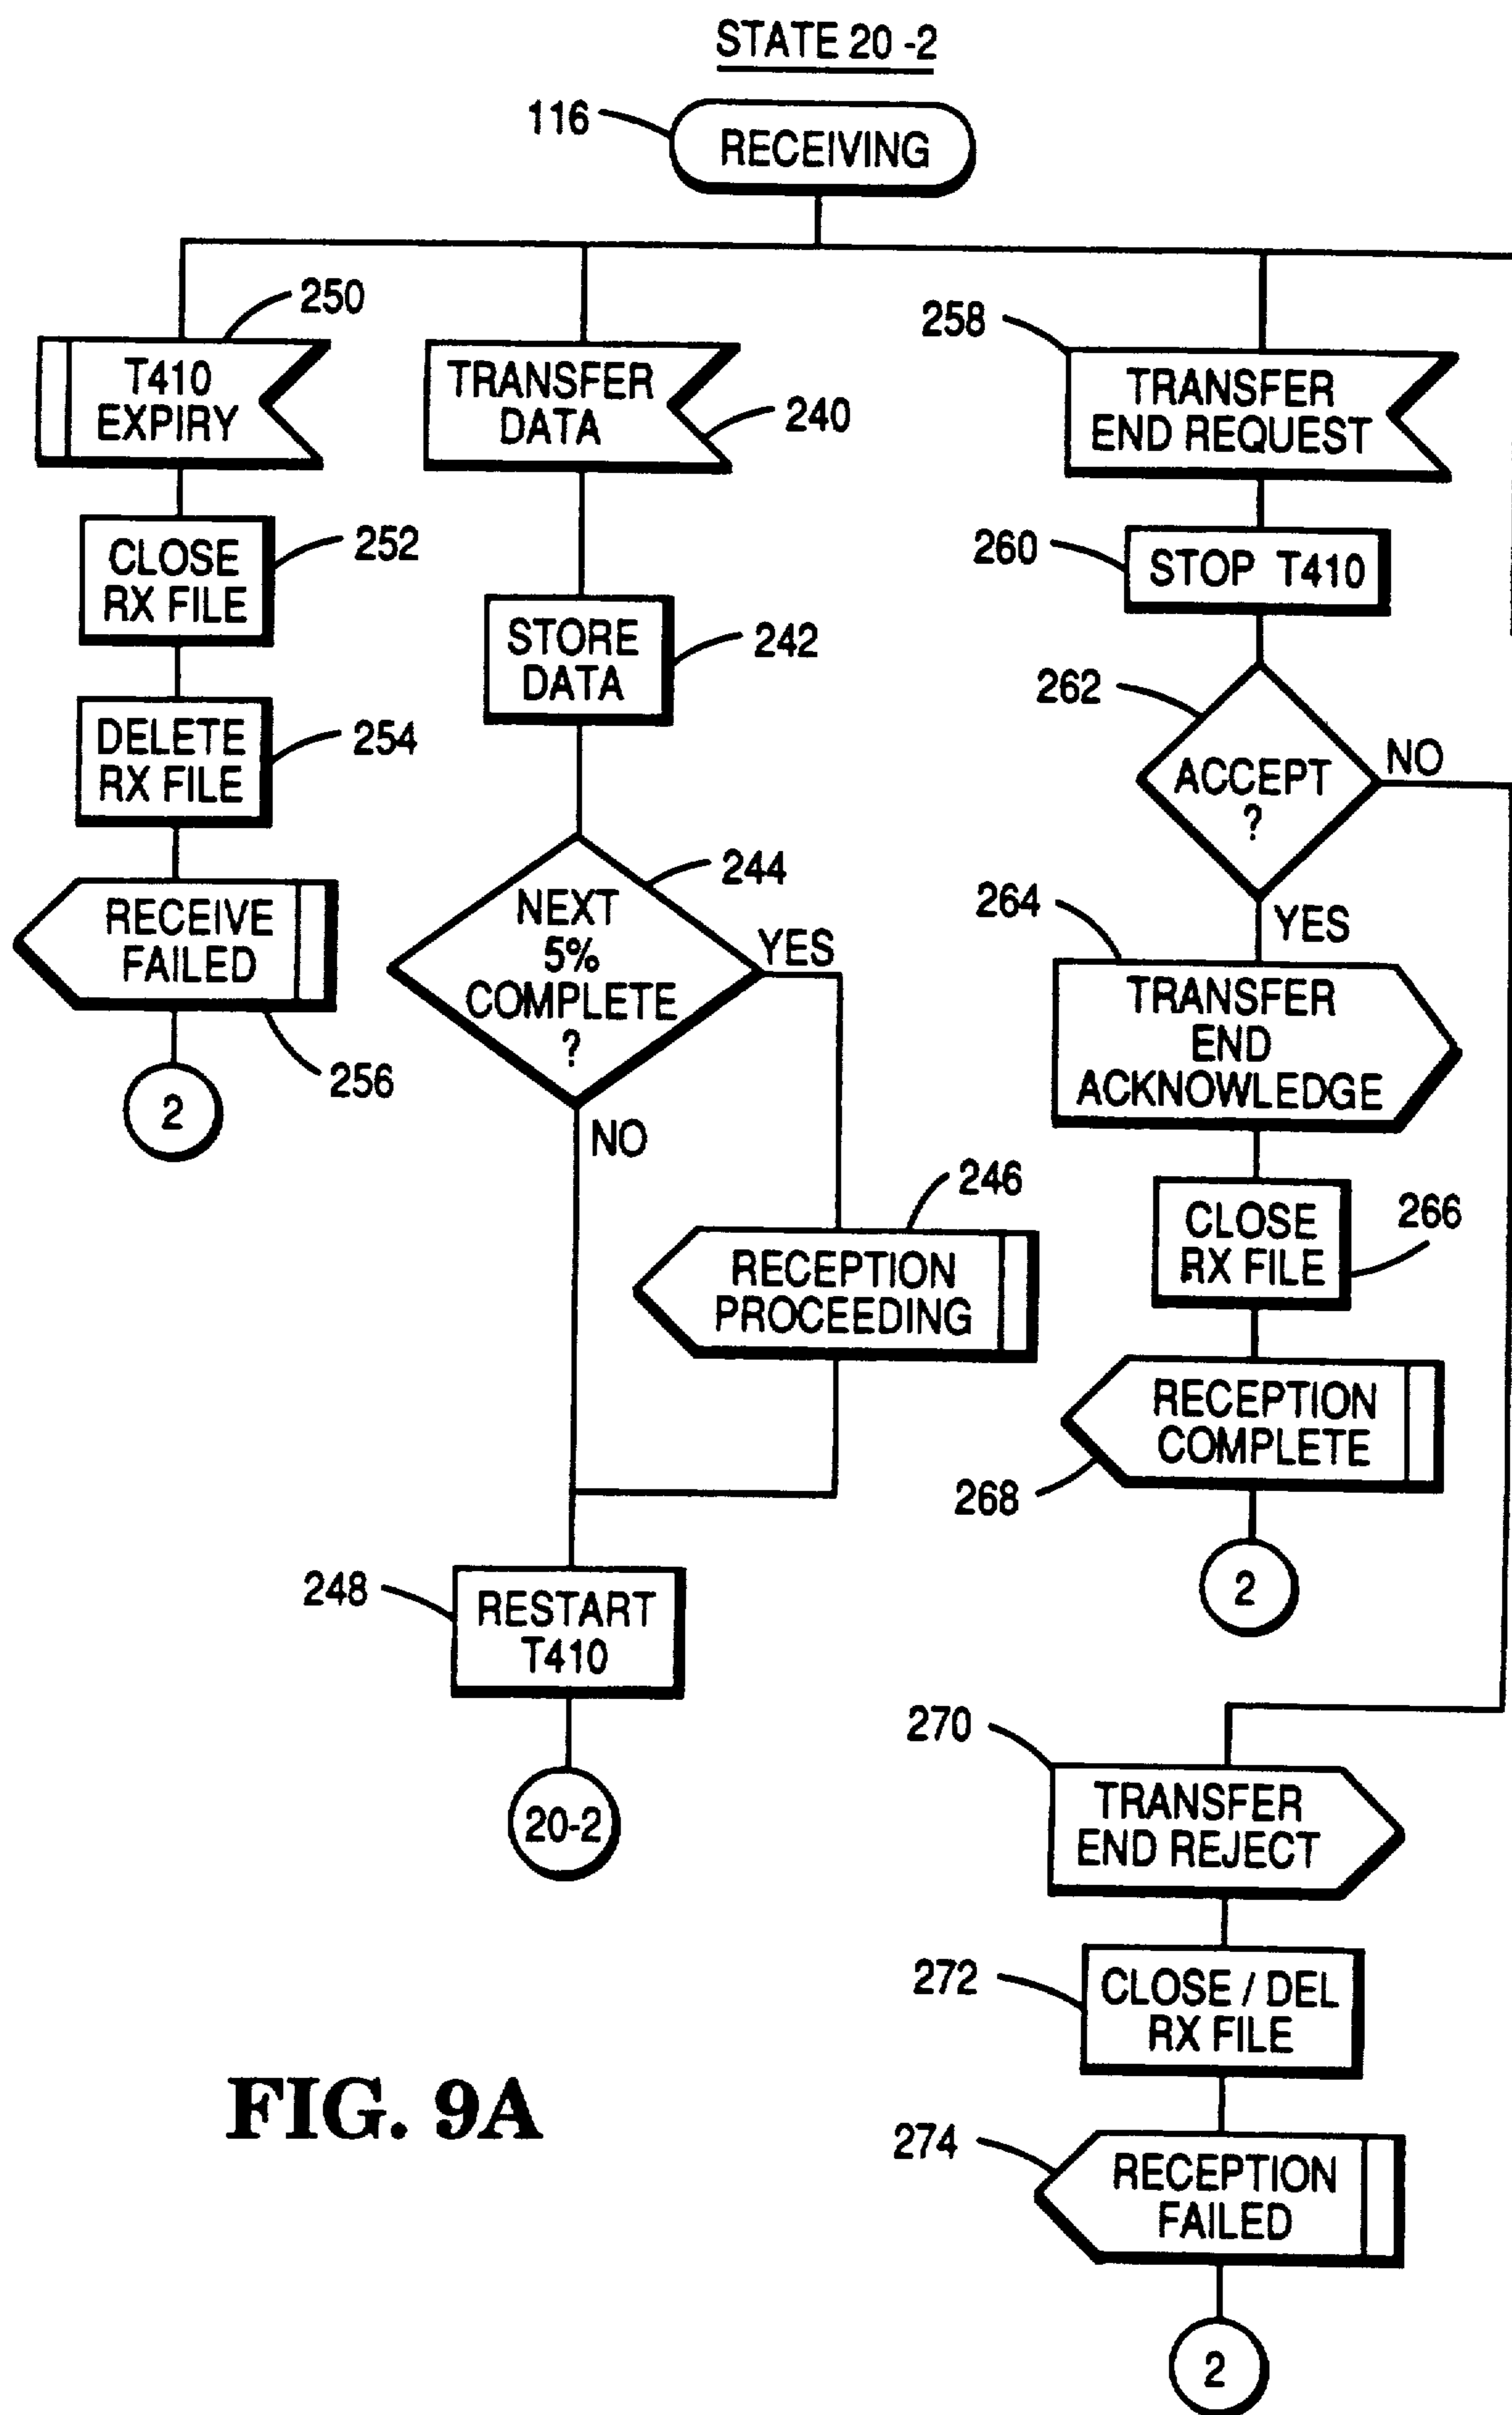 STATE 20 -2
116
RECEIVING
250
T410
EXPIRY
252
CLOSE
RX FILE
254
DELETE
RX FILE
RECEIVE
FAILED
256
2
TRANSFER
DATA
240
STORE
DATA
242
244
NEXT
5%
COMPLETE
?
YES
NO
246
RECEPTION
PROCEEDING
248
RESTART
T410
20-2
258
TRANSFER
END REQUEST
260
STOP T410
262
ACCEPT
?
NO
YES
264
TRANSFER
END
ACKNOWLEDGE
CLOSE
RX FILE
266
RECEPTION
COMPLETE
268
2
270
TRANSFER
END REJECT
272
CLOSE / DEL
RX FILE
274
RECEPTION
FAILED
2
FIG. 9A